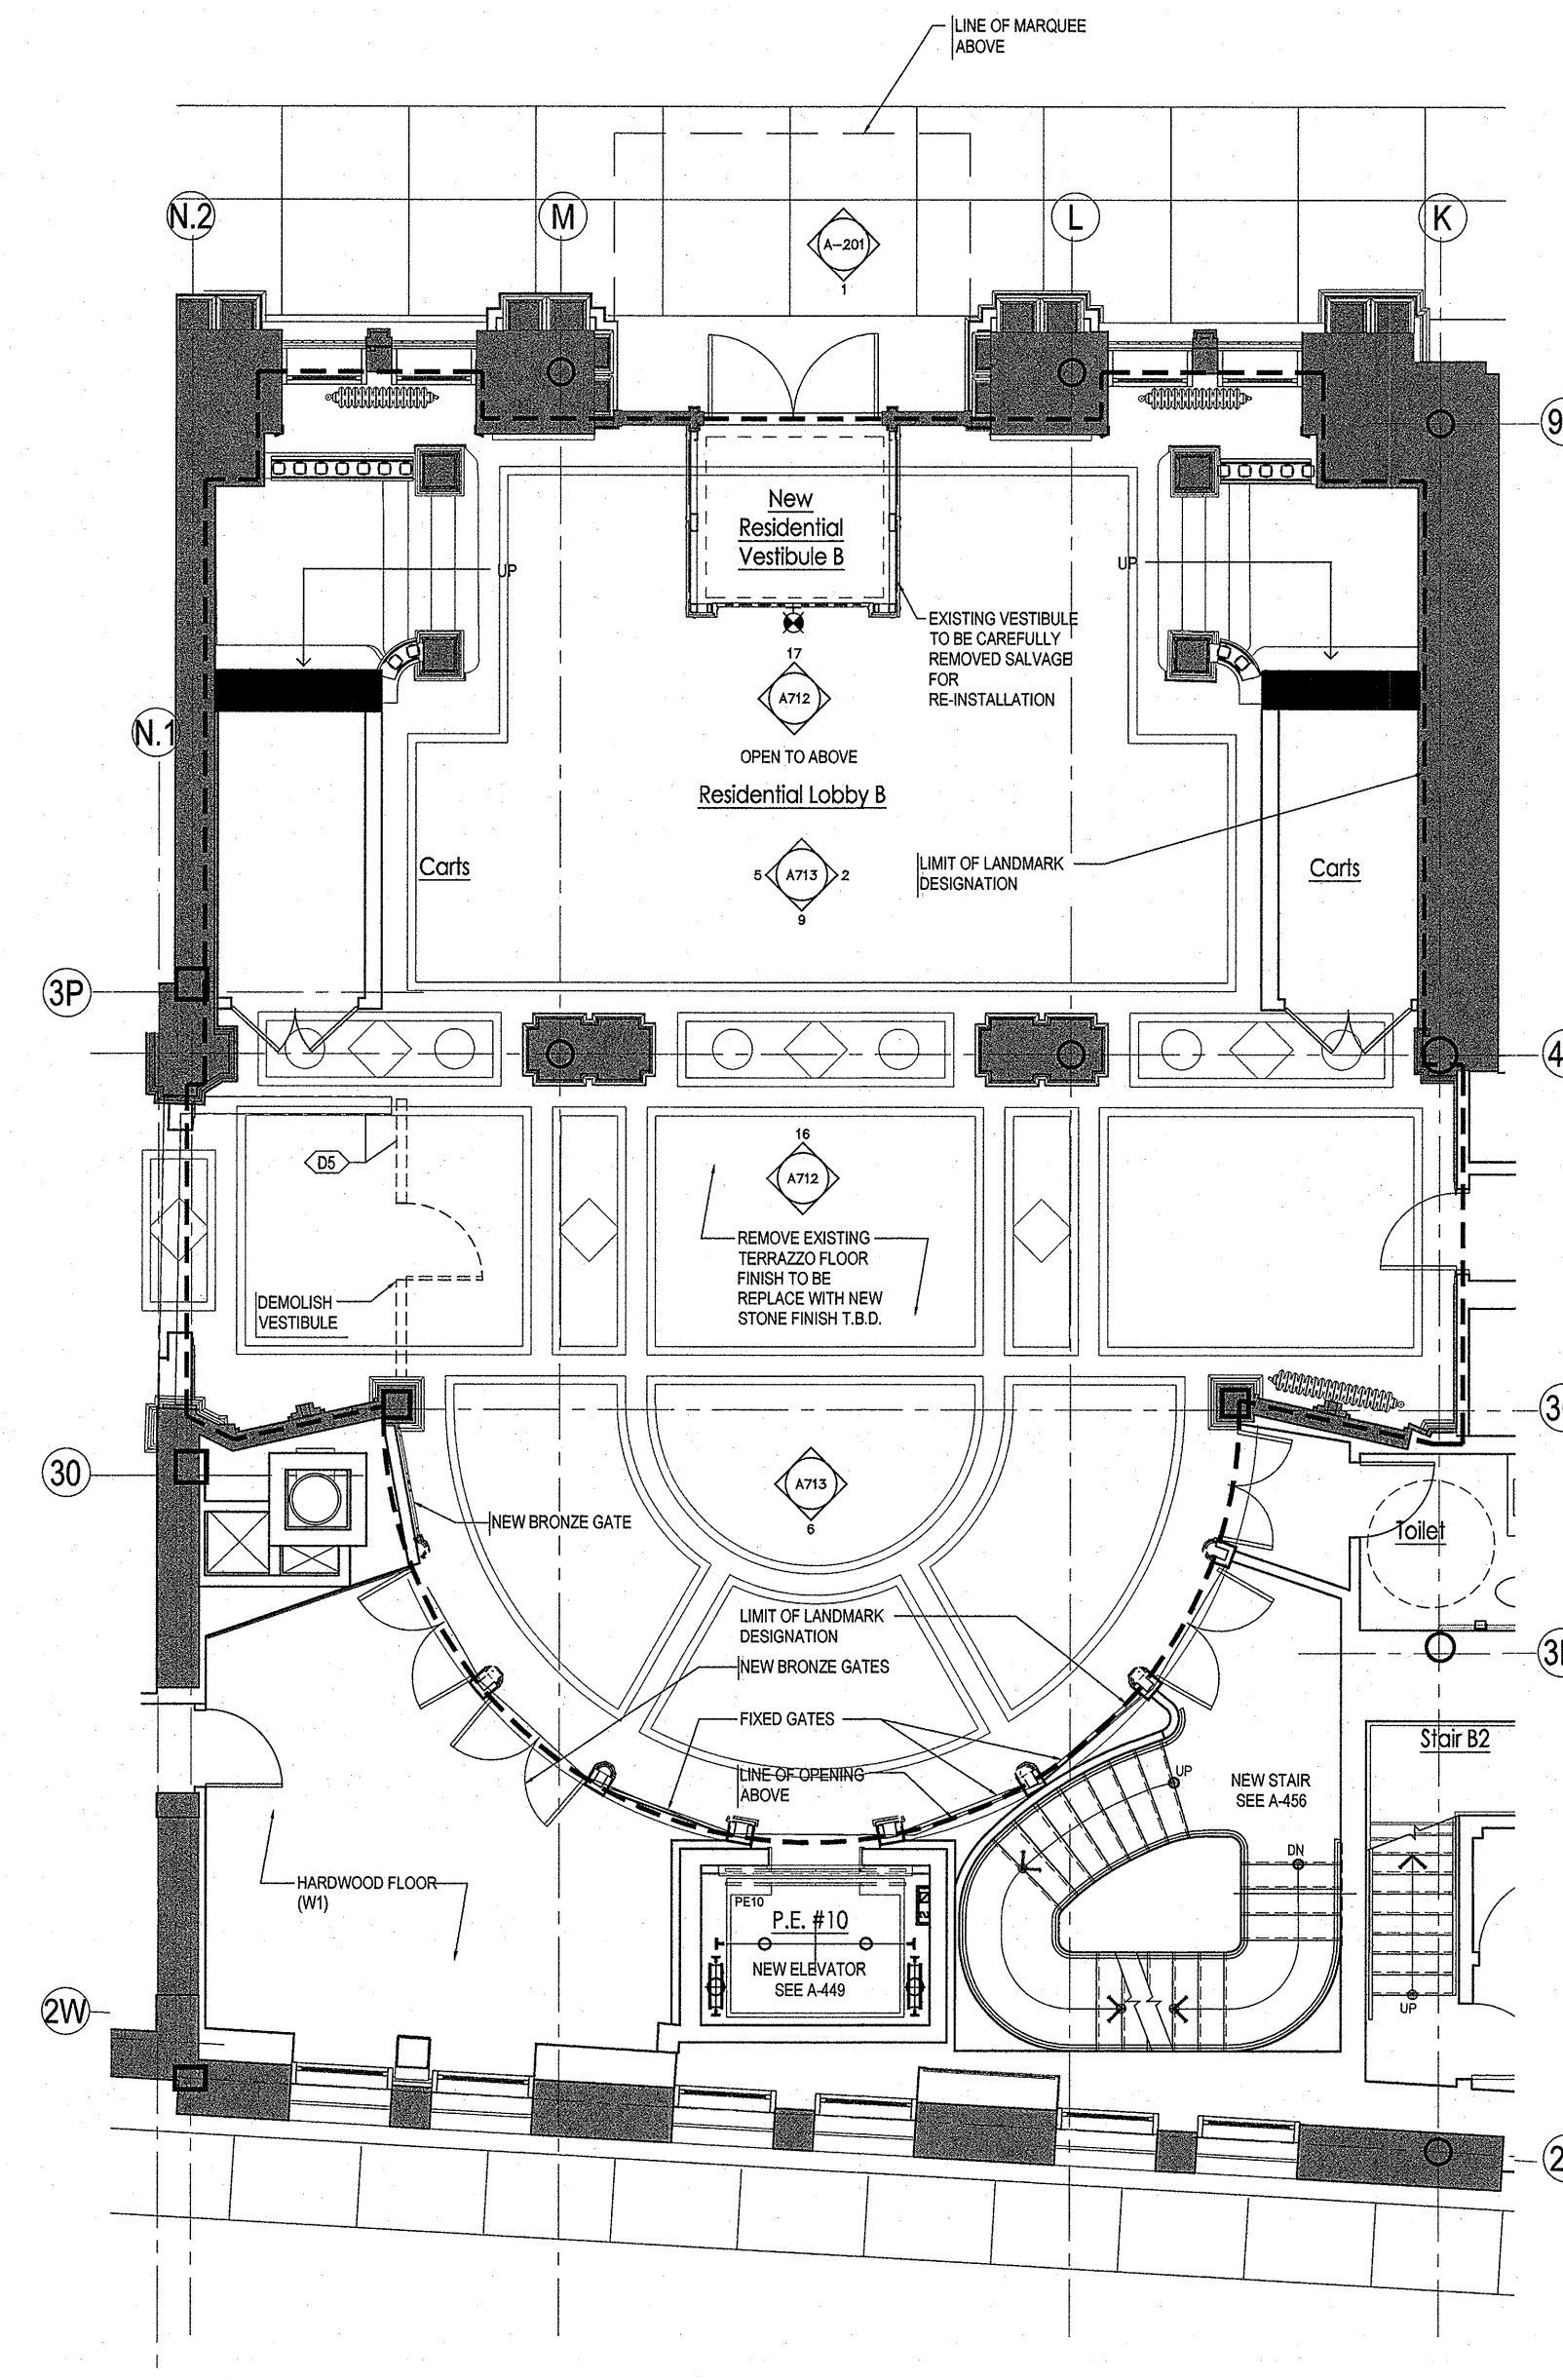 LINE OF MARQUEE
ABOVE
N.2
M
L
K
A-201
1
9
New
Residential
Vestibule B
UP
UP
EXISTING VESTIBULE
TO BE CAREFULLY
REMOVED SALVAGE
FOR
RE-INSTALLATION
17
A712
N.1
OPEN TO ABOVE
Residential Lobby B
Carts
5
A713
2
9
LIMIT OF LANDMARK
DESIGNATION
Carts
3P
4
D5
16
A712
REMOVE EXISTING
TERRAZZO FLOOR
FINISH TO BE
REPLACE WITH NEW
STONE FINISH T.B.D.
DEMOLISH
VESTIBULE
30
A713
6
NEW BRONZE GATE
Toilet
LIMIT OF LANDMARK
DESIGNATION
NEW BRONZE GATES
FIXED GATES
LINE OF OPENING
ABOVE
UP
NEW STAIR
SEE A-456
Stair B2
DN
HARDWOOD FLOOR
(W1)
PE10
P.E. #10
NEW ELEVATOR
SEE A-449
UP
2W
2